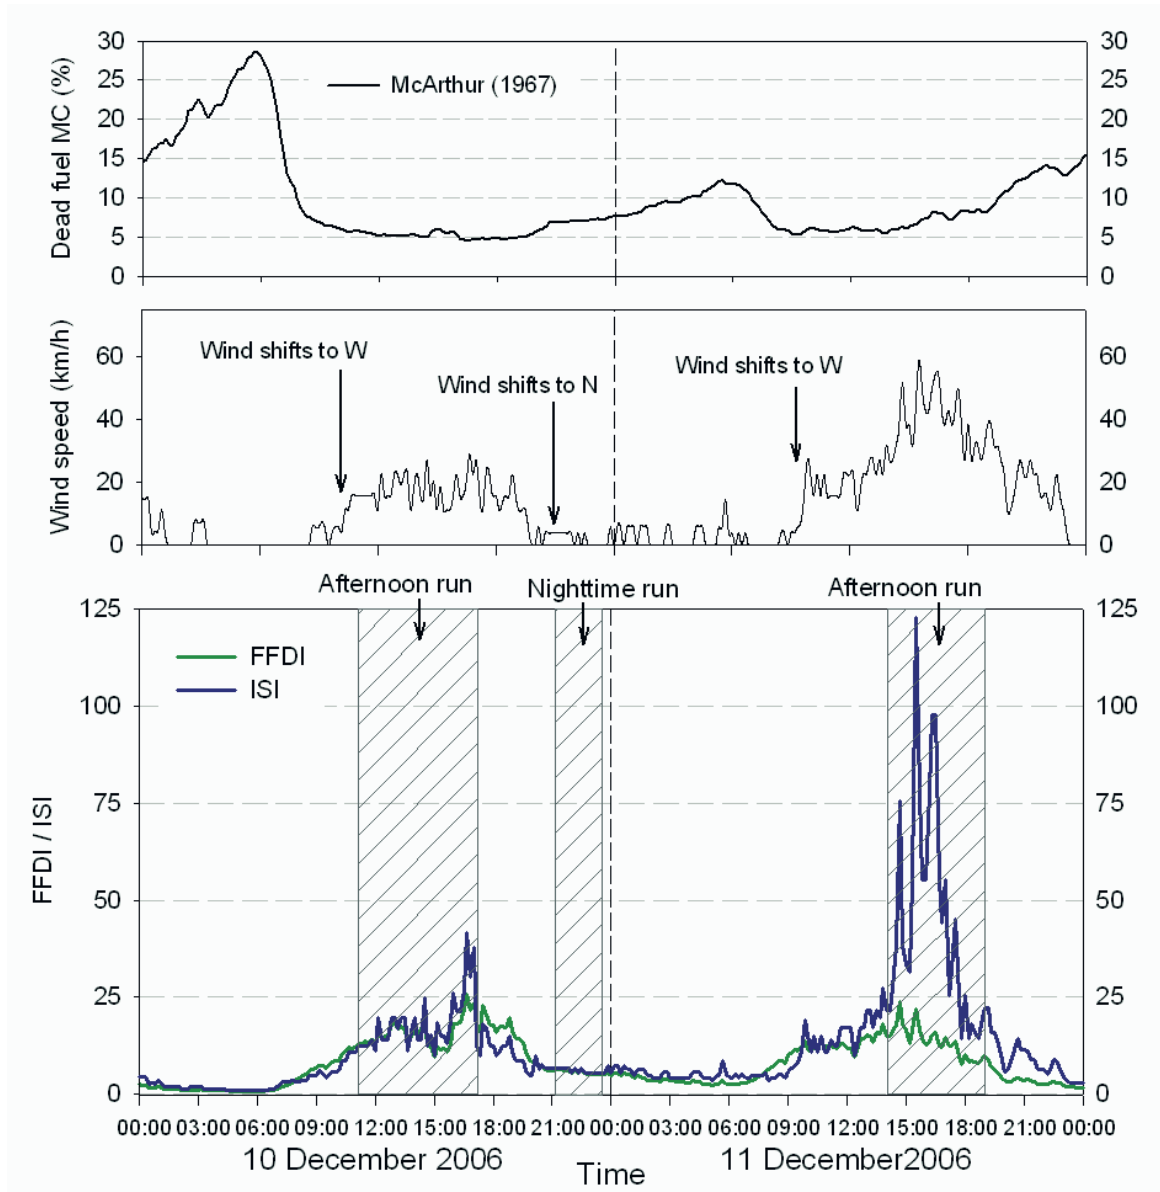 30 30
McArthur (1967)
25 25
20 20
15 15
10 10
5 5
0 0
Dead fuel MC (%)
Wind shifts to W
Wind shifts to N
Wind shifts to W
60 60
40 40
20 20
0 0
Wind speed (km/h)
Afternoon run Nighttime run Afternoon run
125 125
FFDI
ISI
100 100
75 75
50 50
25 25
0 0
FFDI / ISI
00:00 03:00 06:00 09:00 12:00 15:00 18:00 21:00 00:00 03:00 06:00 09:00 12:00 15:00 18:00 21:00 00:00
10 December 2006 11 December2006
Time